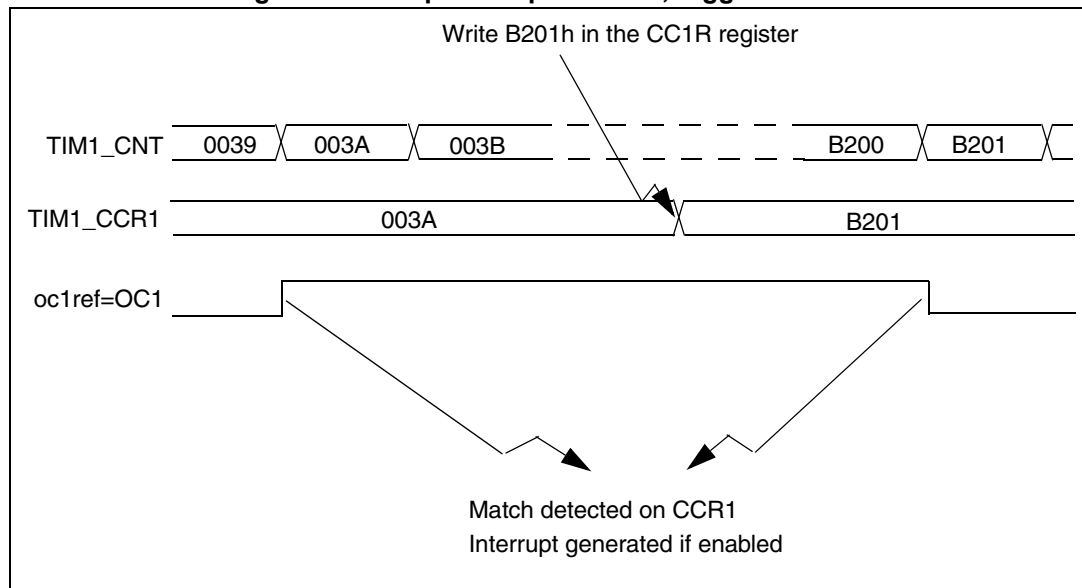 Write B201h in the CC1R register
TIM1_CNT 0039 003A 003B B200 B201
TIM1_CCR1 003A B201
oc1ref=OC1
Match detected on CCR1
Interrupt generated if enabled